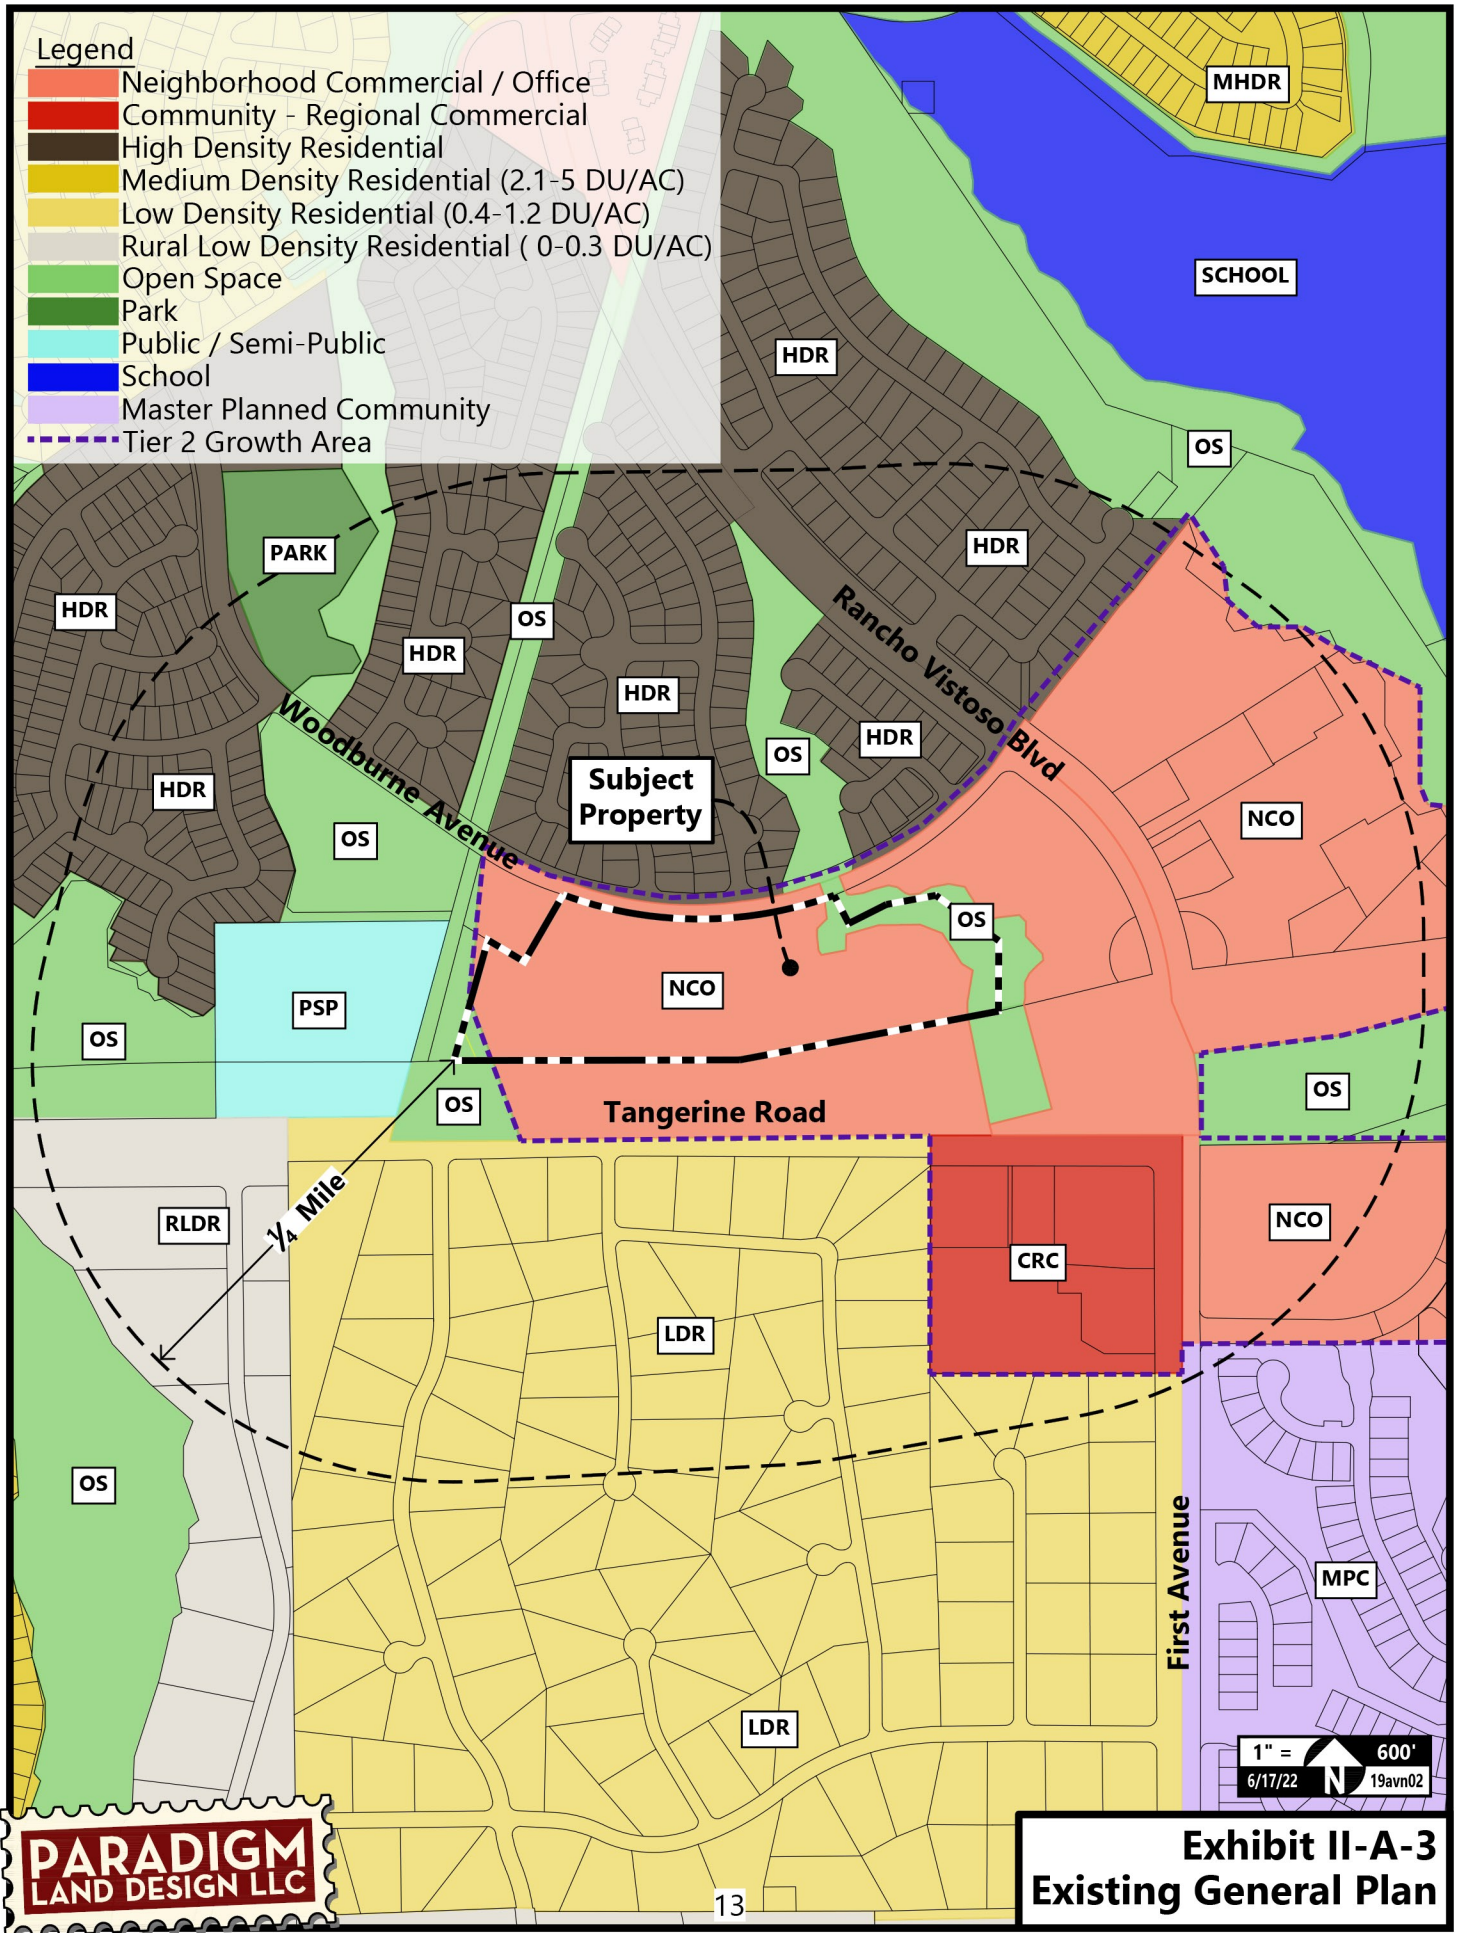 Legend
Neighborhood Commercial / Office
Community - Regional Commercial
High Density Residential
Medium Density Residential (2.1-5 DU/AC)
Low Density Residential (0.4-1.2 DU/AC)
Rural Low Density Residential ( 0-0.3 DU/AC)
Open Space
Park
Public / Semi-Public
School
Master Planned Community
Tier 2 Growth Area
MHDR
SCHOOL
HDR
OS
HDR
PARK
HDR
OS
HDR
HDR
Rancho Vistoso Blvd
HDR
OS
HDR
Woodburne Avenue
Subject
Property
OS
NCO
OS
NCO
PSP
OS
OS
OS
Tangerine Road
RLDR
¼ Mile
NCO
CRC
LDR
OS
First Avenue
MPC
LDR
1" = 600'
6/17/22 N 19avn02
PARADIGM
LAND DESIGN LLC
Exhibit II-A-3
Existing General Plan
13